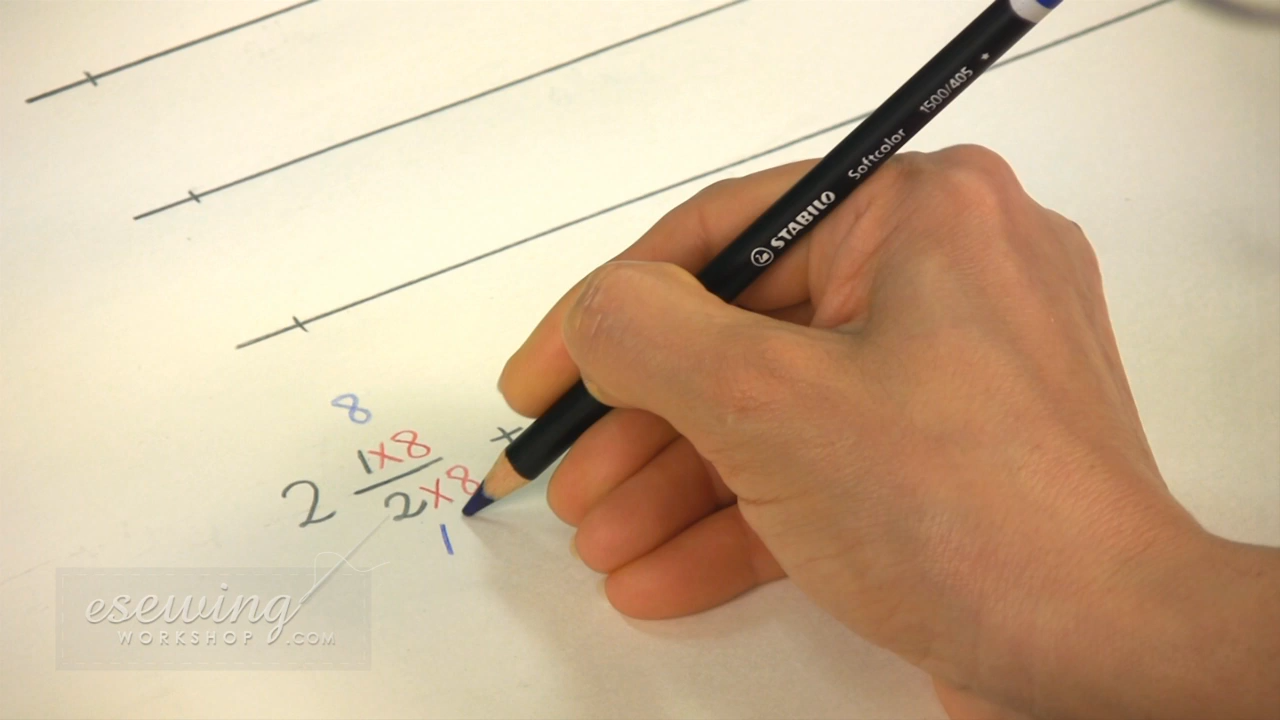 STABILO Softcolor 1500/405
8
2 1x8 +
2x8
1
esewing
WORKSHOP.COM